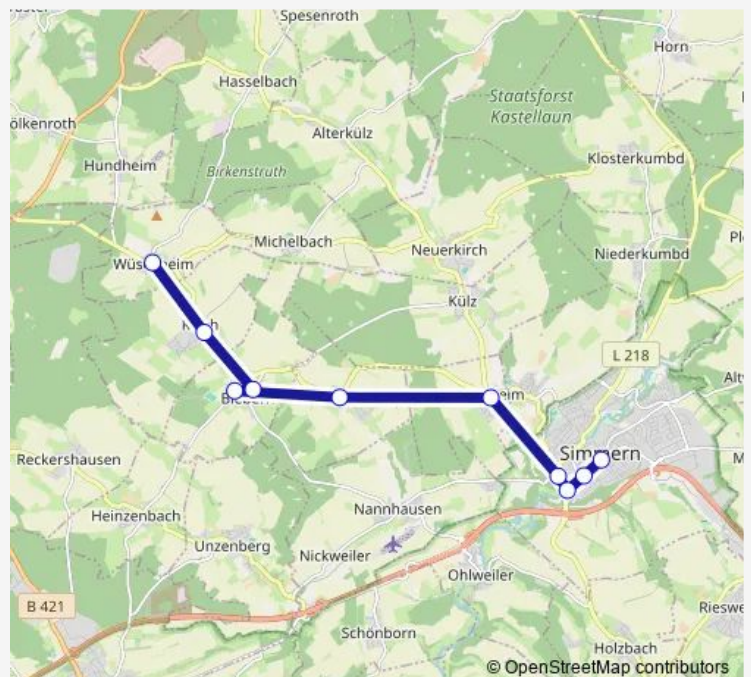 Spesenroth
Horn
Hasselbach
Staatsforst
Kastellaun
ölkenroth
Alterkülz
Hundheim
Birkenstruth
Klosterkumbd
Michelbach
Neuerkirch
Niederkumbd
Külz
L 218
Simmern
Reckershausen
Nannhausen
Heinzenbach
Unzenberg
Nickweiler
Ohlweiler
B 421
Schönborn
Holzbach
© OpenStreetMap contributors